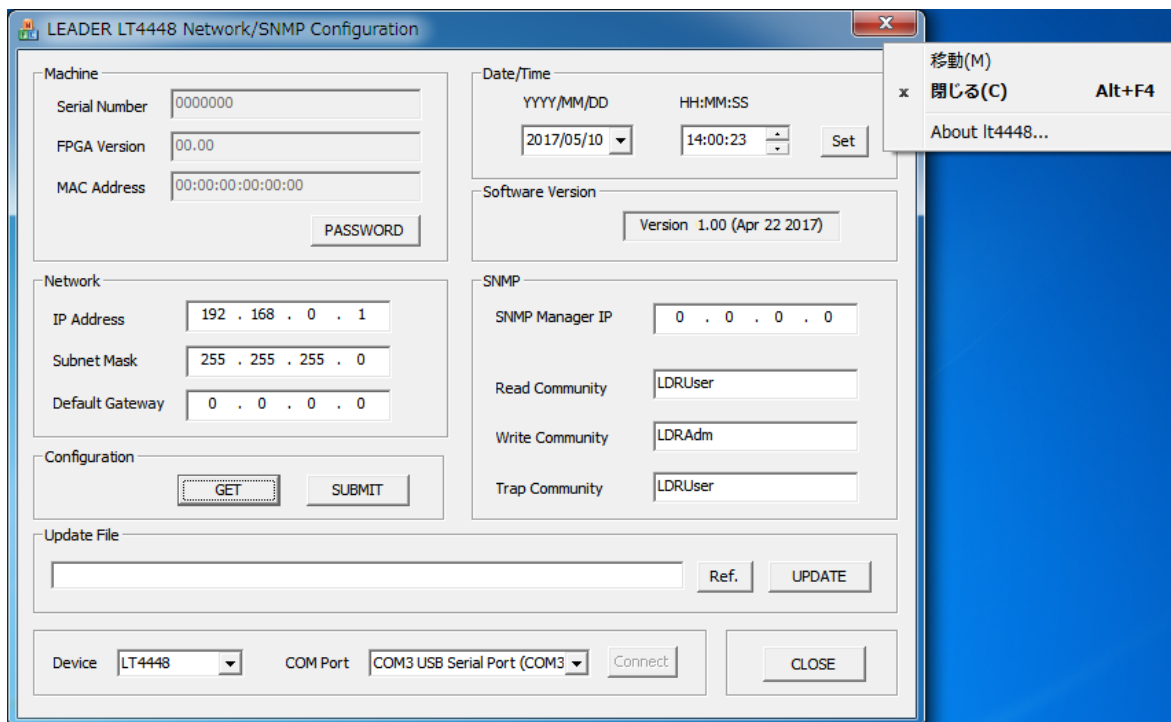 LEADER LT4448 Network/SNMP Configuration
x
移動(M)
x 閉じる(C) Alt+F4
About lt4448...
Machine
Serial Number 0000000
FPGA Version 00.00
MAC Address 00:00:00:00:00:00
PASSWORD
Date/Time
YYYY/MM/DD HH:MM:SS
2017/05/10 14:00:23 Set
Software Version
Version 1.00 (Apr 22 2017)
Network
IP Address 192 . 168 . 0 . 1
Subnet Mask 255 . 255 . 255 . 0
Default Gateway 0 . 0 . 0 . 0
SNMP
SNMP Manager IP 0 . 0 . 0 . 0
Read Community LDRUser
Write Community LDRAdm
Trap Community LDRUser
Configuration
GET SUBMIT
Update File
Ref. UPDATE
Device LT4448 COM Port COM3 USB Serial Port (COM3 Connect
CLOSE